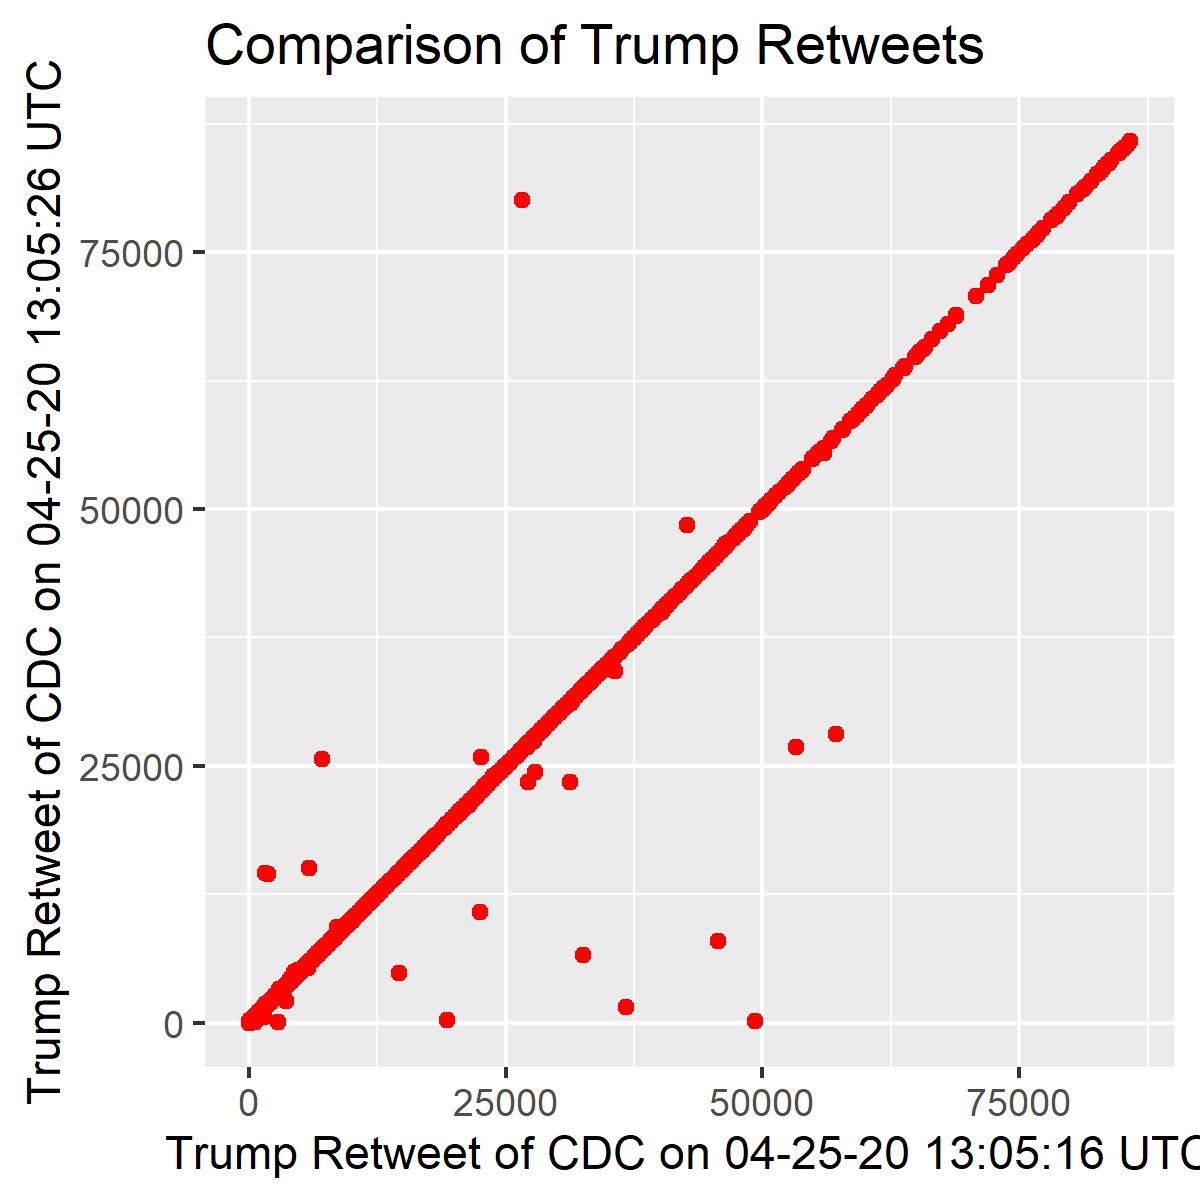 Comparison of Trump Retweets
Trump Retweet of CDC on 04-25-20 13:05:26 UTC
75000
50000
25000
0
0
25000
50000
75000
Trump Retweet of CDC on 04-25-20 13:05:16 UTC